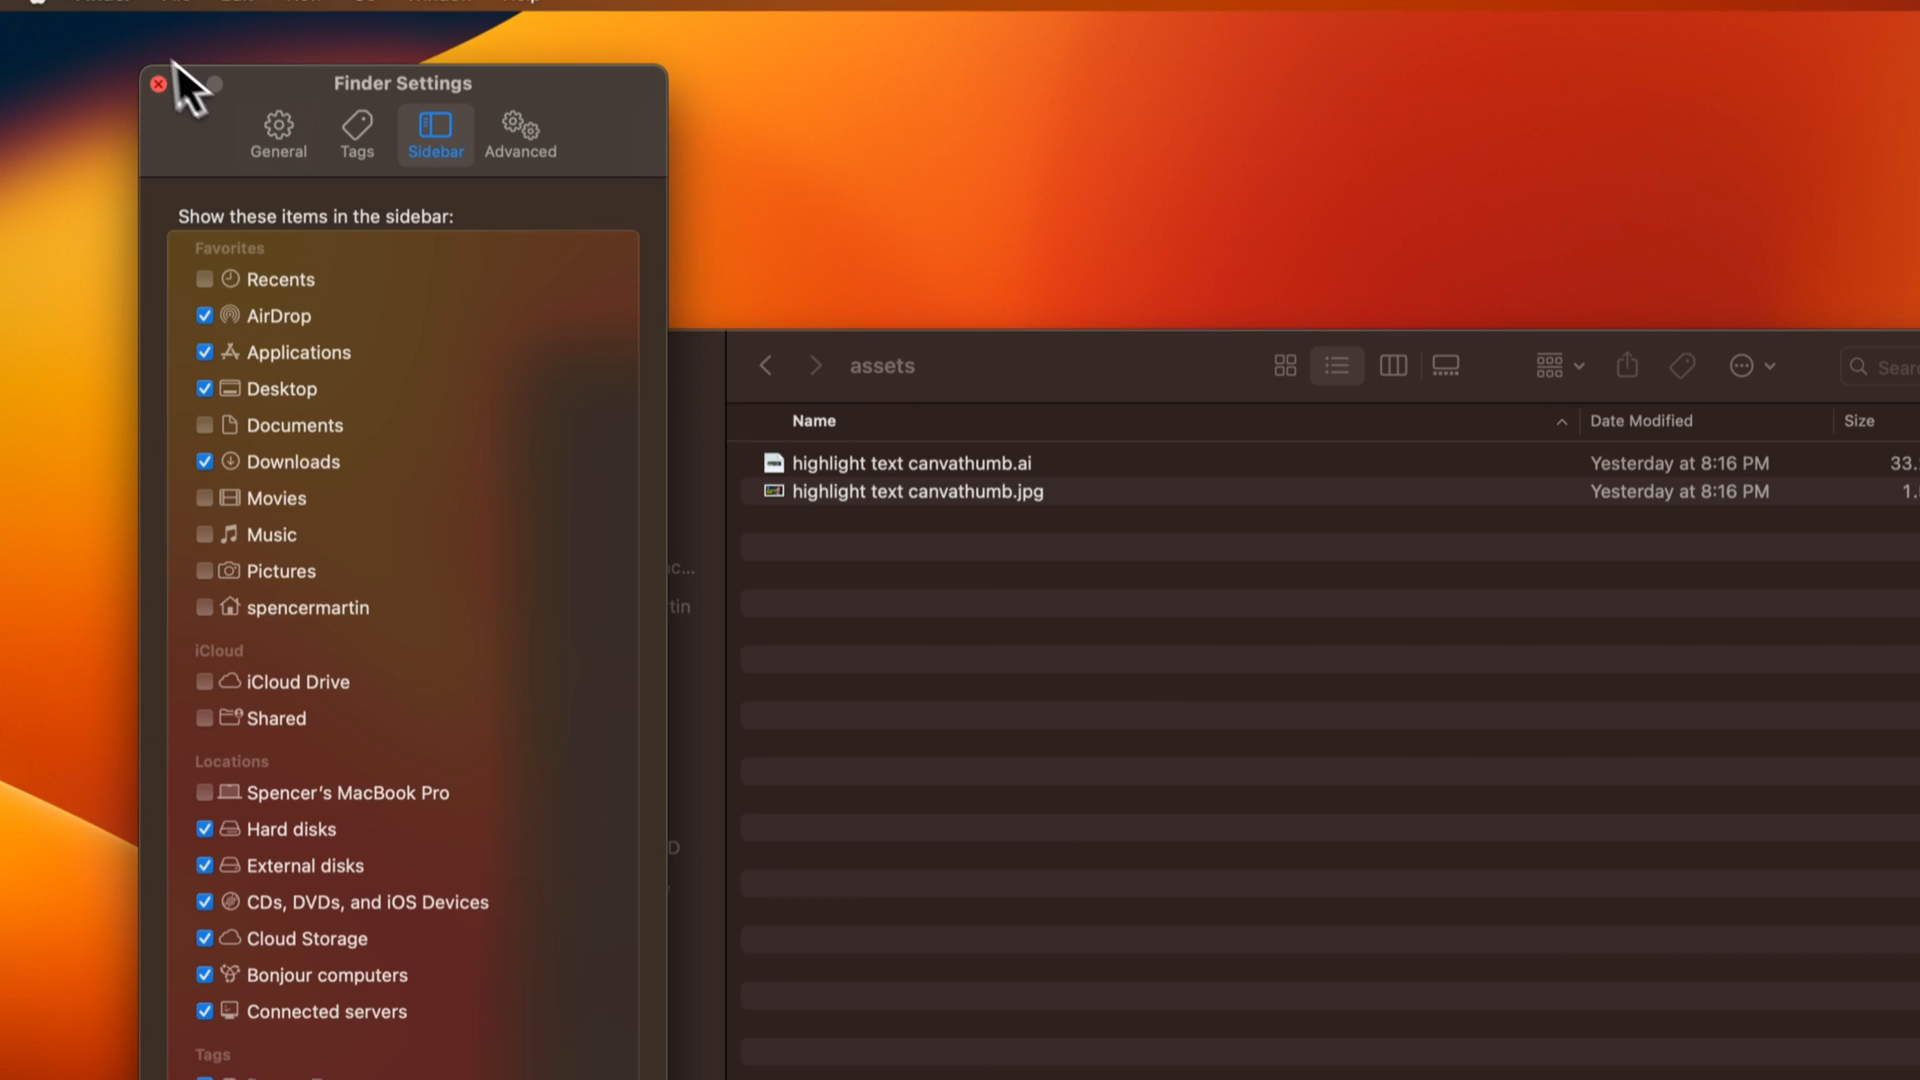 Finder Settings
General
Tags
Sidebar
Advanced
Show these items in the sidebar:
Favorites
Recents
AirDrop
Applications
Desktop
Documents
Downloads
Movies
Music
Pictures
spencermartin
iCloud
iCloud Drive
Shared
Locations
Spencer's MacBook Pro
Hard disks
External disks
CDs, DVDs, and iOS Devices
Cloud Storage
Bonjour computers
Connected servers
Tags
assets
Name
Date Modified
Size
highlight text canvathumb.ai
Yesterday at 8:16 PM
33.
highlight text canvathumb.jpg
Yesterday at 8:16 PM
1.
tin
D